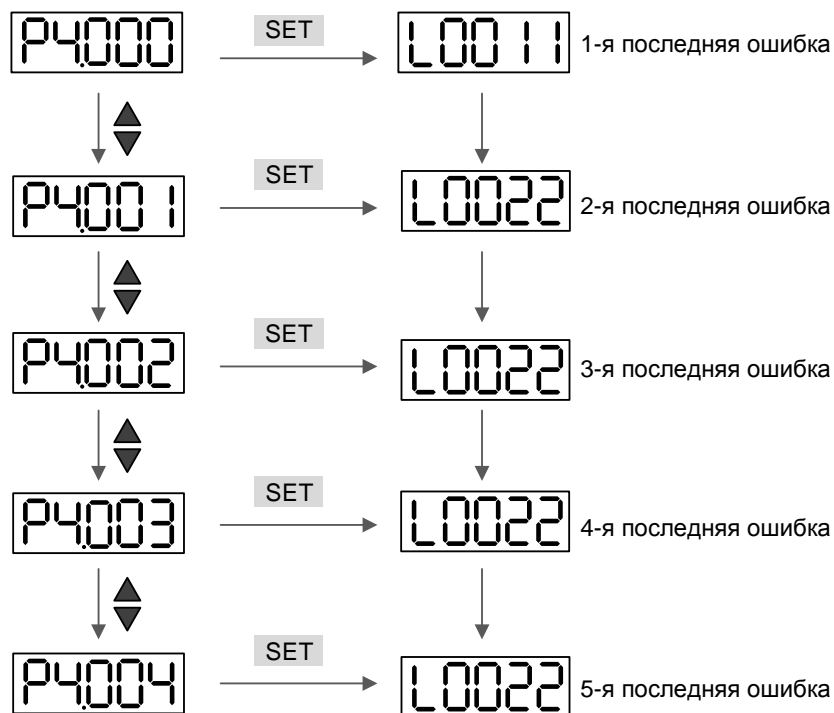 P4.000 SET L0011 1-я последняя ошибка
P4.001 SET L0022 2-я последняя ошибка
P4.002 SET L0022 3-я последняя ошибка
P4.003 SET L0022 4-я последняя ошибка
P4.004 SET L0022 5-я последняя ошибка